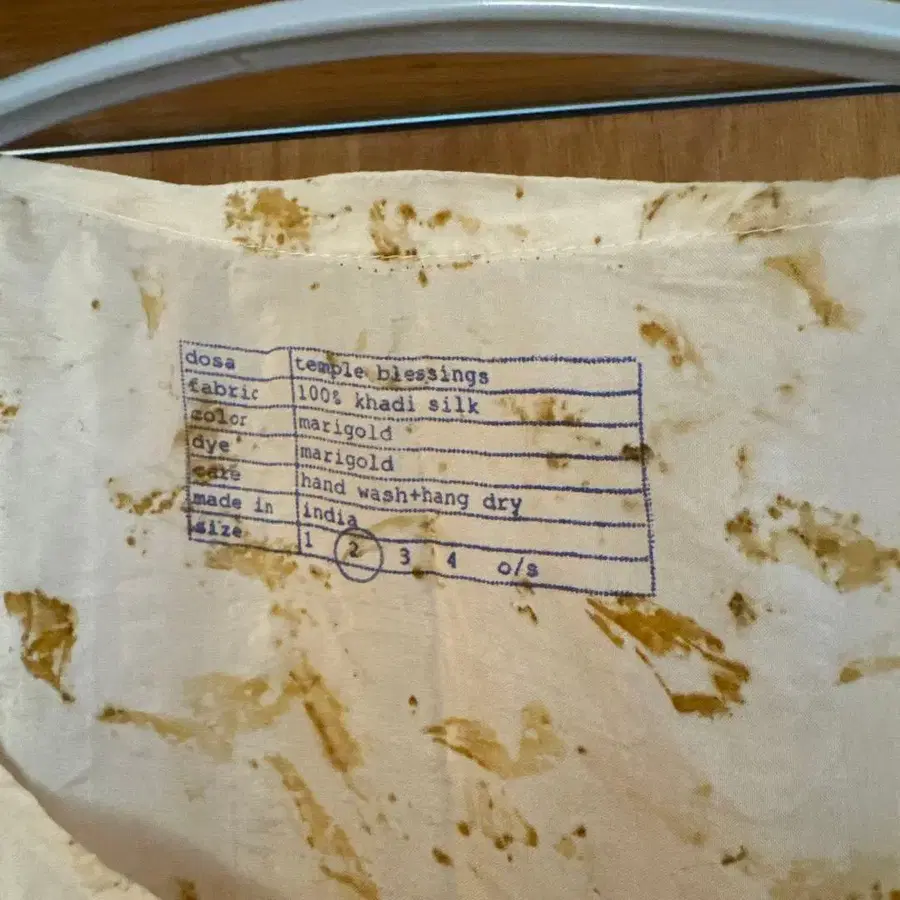 dosa temple blessings
fabric 100% khadi silk
color marigold
dye marigold
care hand wash+hang dry
made in india
size 1 2 3 4 o/s